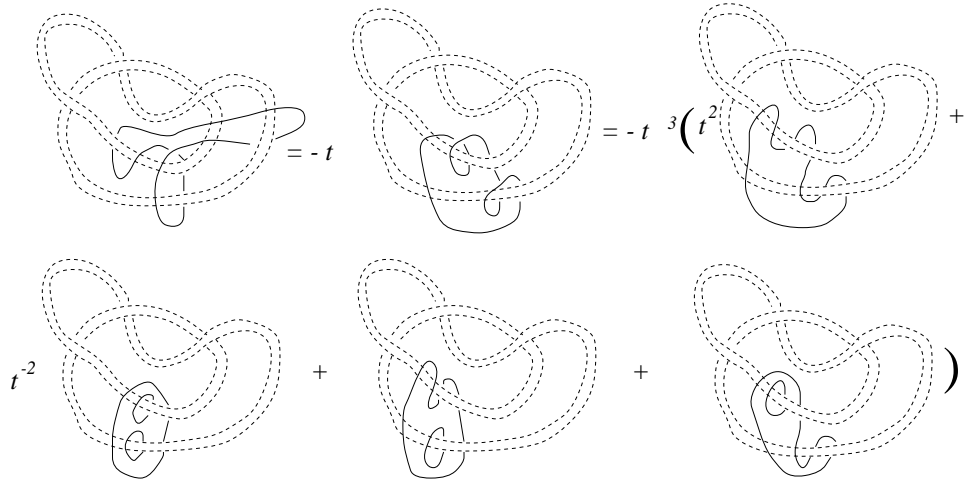 = - t = - t ³( t² +
t⁻² + + )